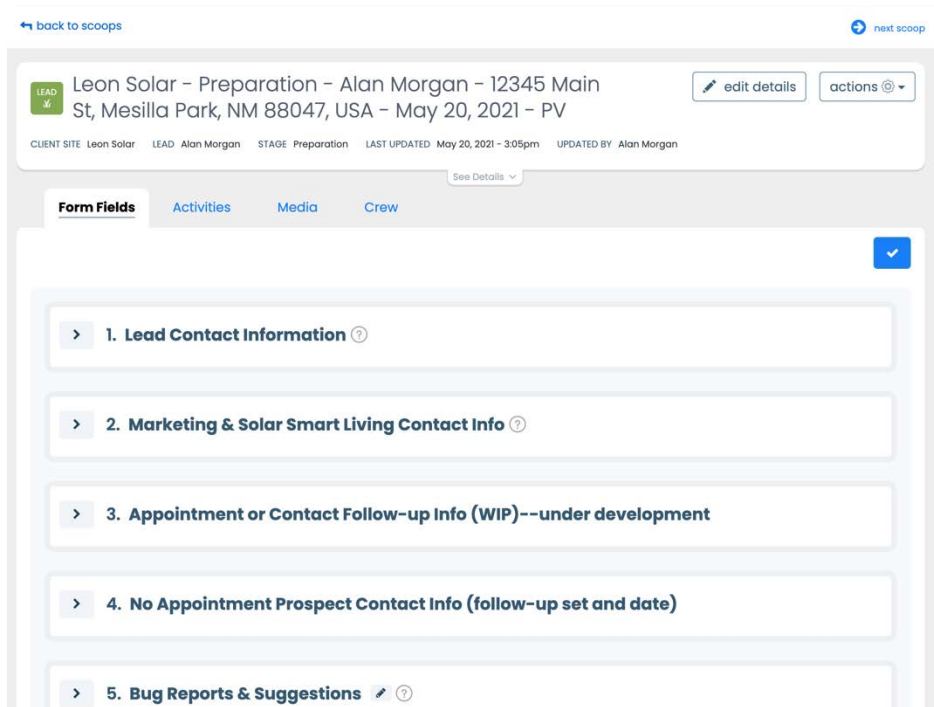 back to scoops
next scoop
LEAD
Leon Solar - Preparation - Alan Morgan - 12345 Main
St, Mesilla Park, NM 88047, USA - May 20, 2021 - PV
edit details
actions
CLIENT SITE Leon Solar LEAD Alan Morgan STAGE Preparation LAST UPDATED May 20, 2021 - 3:05pm UPDATED BY Alan Morgan
See Details
Form Fields Activities Media Crew
1. Lead Contact Information ?
2. Marketing & Solar Smart Living Contact Info ?
3. Appointment or Contact Follow-up Info (WIP)--under development
4. No Appointment Prospect Contact Info (follow-up set and date)
5. Bug Reports & Suggestions ?